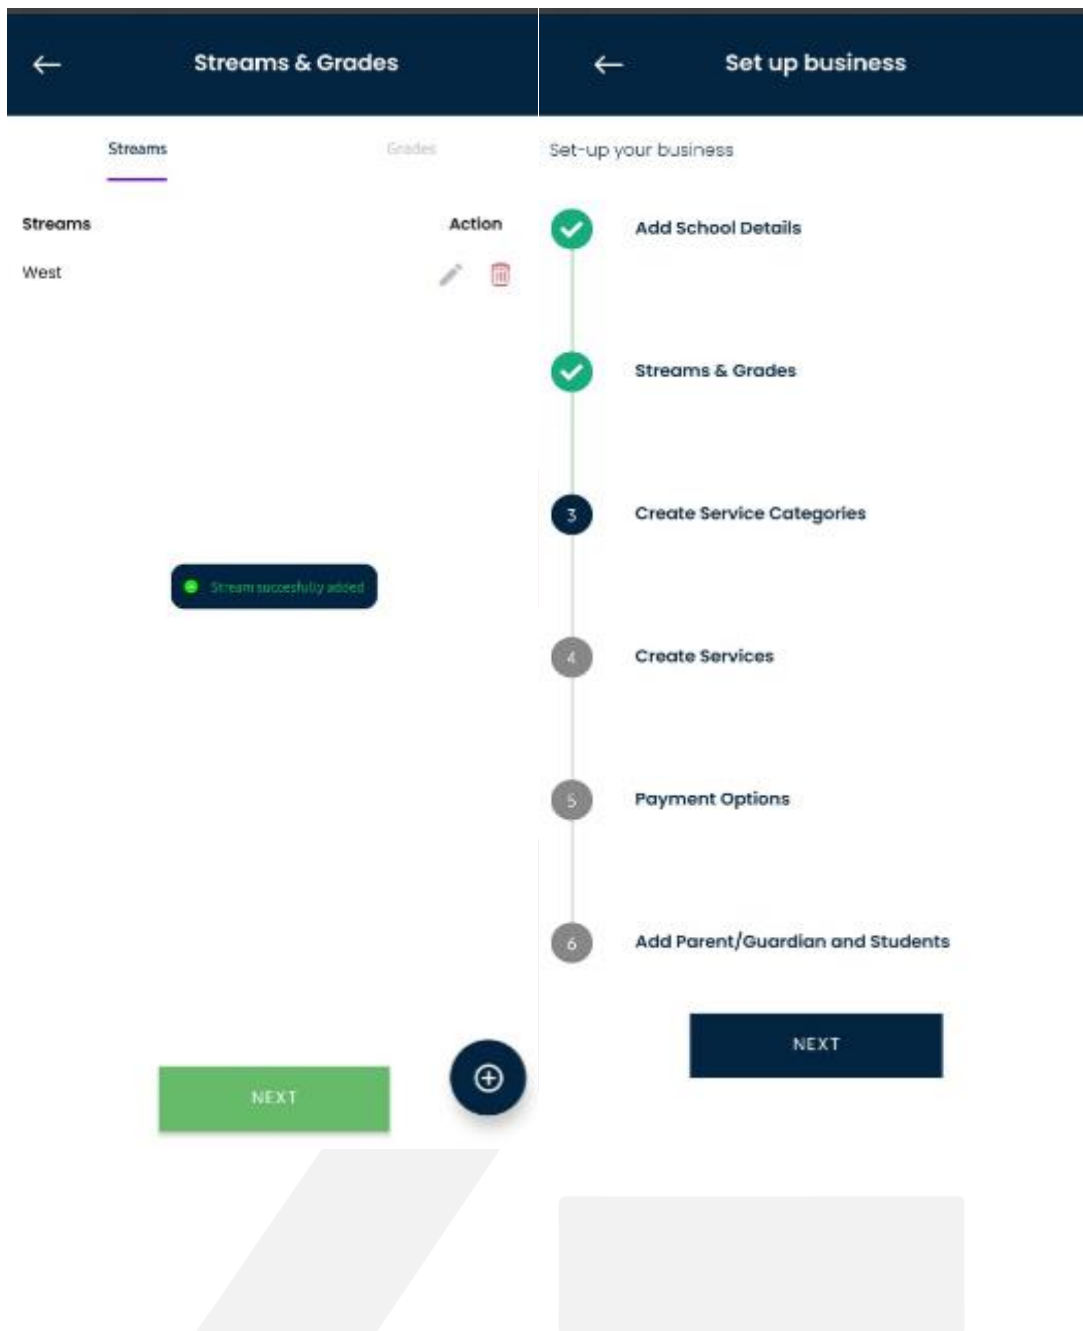 Streams & Grades
Streams
Grades
Streams
Action
West
Stream succesfully added
NEXT
Set up business
Set-up your business
Add School Details
Streams & Grades
3
Create Service Categories
4
Create Services
5
Payment Options
6
Add Parent/Guardian and Students
NEXT